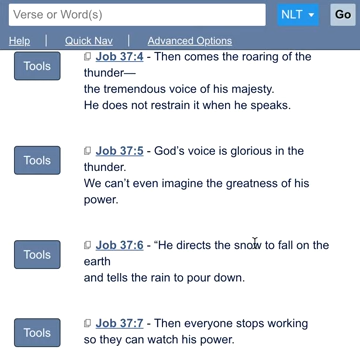 Verse or Word(s)
NLT
Go
Help | Quick Nav | Advanced Options
Tools
Job 37:4 - Then comes the roaring of the
thunder—
the tremendous voice of his majesty.
He does not restrain it when he speaks.
Tools
Job 37:5 - God’s voice is glorious in the
thunder.
We can’t even imagine the greatness of his
power.
Tools
Job 37:6 - “He directs the snow to fall on the
earth
and tells the rain to pour down.
Tools
Job 37:7 - Then everyone stops working
so they can watch his power.